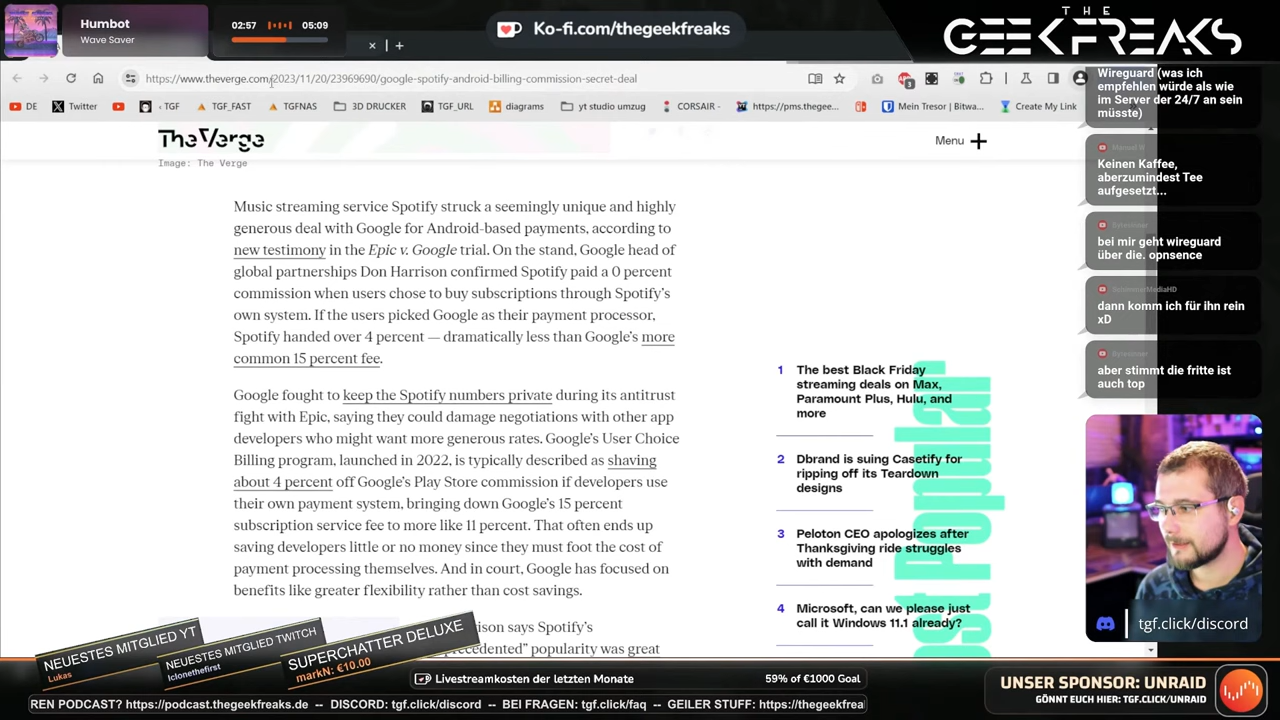 Humbot
Wave Saver
02:57
05:09
Ko-fi.com/thegeekfreaks
THE
GEEKFREAKS
https://www.theverge.com/2023/11/20/23969690/google-spotify-android-billing-commission-secret-deal
3
DE
Twitter
‹ TGF
TGF_FAST
TGFNAS
3D DRUCKER
TGF_URL
diagrams
yt studio umzug
CORSAIR -
https://pms.thegee...
Mein Tresor | Bitwa...
Create My Link
TheVerge
Menu
Image: The Verge
Music streaming service Spotify struck a seemingly unique and highly
generous deal with Google for Android-based payments, according to
new testimony in the Epic v. Google trial. On the stand, Google head of
global partnerships Don Harrison confirmed Spotify paid a 0 percent
commission when users chose to buy subscriptions through Spotify’s
own system. If the users picked Google as their payment processor,
Spotify handed over 4 percent — dramatically less than Google’s more
common 15 percent fee.
Google fought to keep the Spotify numbers private during its antitrust
fight with Epic, saying they could damage negotiations with other app
developers who might want more generous rates. Google’s User Choice
Billing program, launched in 2022, is typically described as shaving
about 4 percent off Google’s Play Store commission if developers use
their own payment system, bringing down Google’s 15 percent
subscription service fee to more like 11 percent. That often ends up
saving developers little or no money since they must foot the cost of
payment processing themselves. And in court, Google has focused on
benefits like greater flexibility rather than cost savings.
says Spotify’s
popularity was great
1 The best Black Friday
streaming deals on Max,
Paramount Plus, Hulu, and
more
2 Dbrand is suing Casetify for
ripping off its Teardown
designs
3 Peloton CEO apologizes after
Thanksgiving ride struggles
with demand
4 Microsoft, can we please just
call it Windows 11.1 already?
Popular
Wireguard (was ich
empfehlen würde als wie
im Server der 24/7 an sein
müsste)
Manuel W
Keinen Kaffee,
aberzumindest Tee
aufgesetzt...
bei mir geht wireguard
über die. opnsence
dann komm ich für ihn rein
xD
aber stimmt die fritte ist
auch top
tgf.click/discord
NEUESTES MITGLIED YT
Lukas
NEUESTES MITGLIED TWITCH
Iclonethefirst
SUPERCHATTER DELUXE
markN: €10.00
Livestreamkosten der letzten Monate
59% of €1000 Goal
UNSER SPONSOR: UNRAID
GÖNNT EUCH HIER: TGF.CLICK/UNRAID
REN PODCAST? https://podcast.thegeekfreaks.de -- DISCORD: tgf.click/discord -- BEI FRAGEN: tgf.click/faq -- GEILER STUFF: https://thegeekfrea